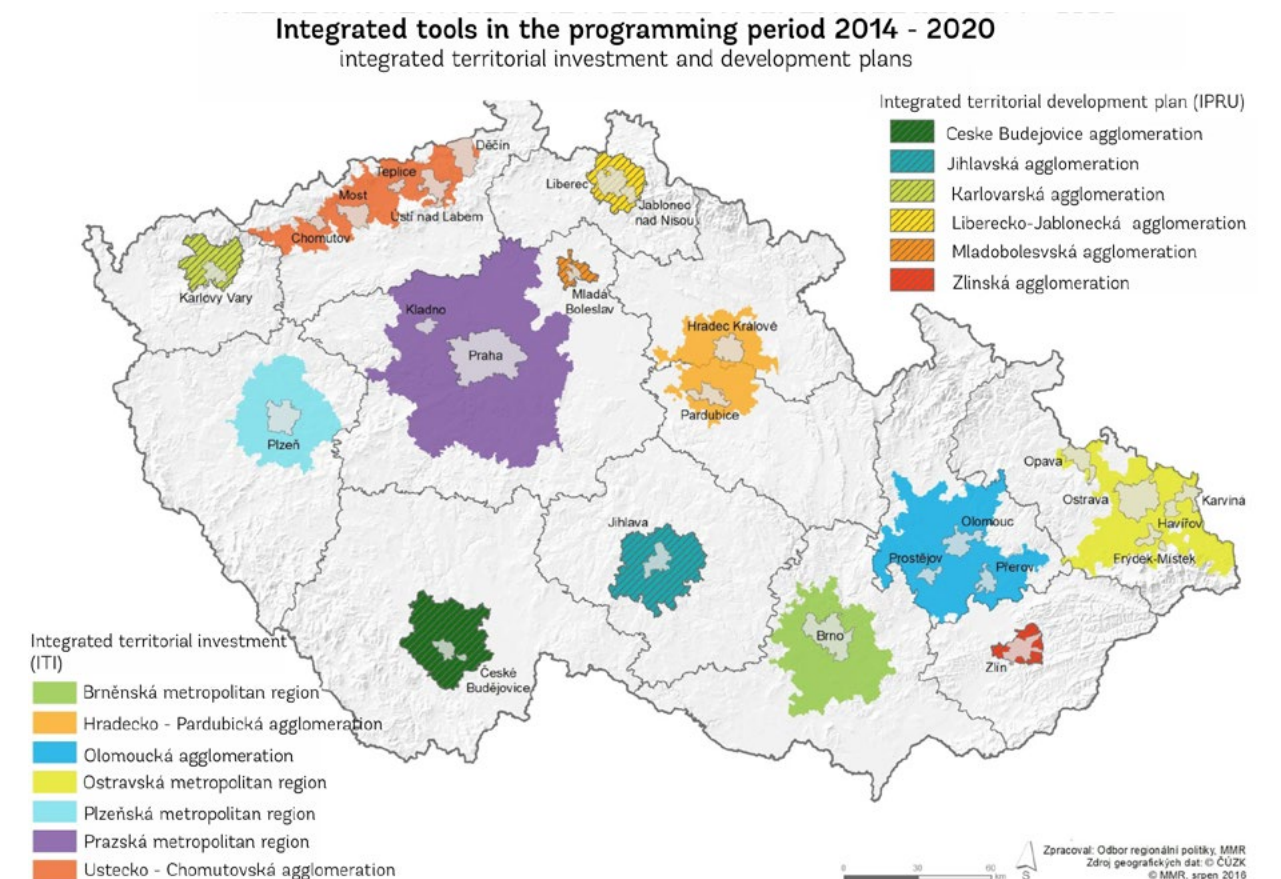 Integrated tools in the programming period 2014 - 2020
integrated territorial investment and development plans
Integrated territorial development plan (IPRU)
Ceske Budejovice agglomeration
Jihlavská agglomeration
Karlovarská agglomeration
Liberecko-Jablonecká agglomeration
Mladobolesvská agglomeration
Zlinská agglomeration
Děčín
Teplice
Most
Ústí nad Labem
Chomutov
Liberec
Jablonec
nad Nisou
Karlovy Vary
Mladá
Boleslav
Kladno
Praha
Hradec Králové
Pardubice
Plzeň
Opava
Ostrava
Karviná
Havířov
Frýdek-Místek
Jihlava
Olomouc
Prostějov
Přerov
Brno
Zlín
České
Budějovice
Integrated territorial investment
(ITI)
Brněnská metropolitan region
Hradecko - Pardubická agglomeration
Olomoucká agglomeration
Ostravská metropolitan region
Plzeňská metropolitan region
Prazská metropolitan region
Ustecko - Chomutovská agglomeration
0 30 60
km
S
Zpracoval: Odbor regionální politiky, MMR
Zdroj geografických dat: © ČÚZK
© MMR, srpen 2016